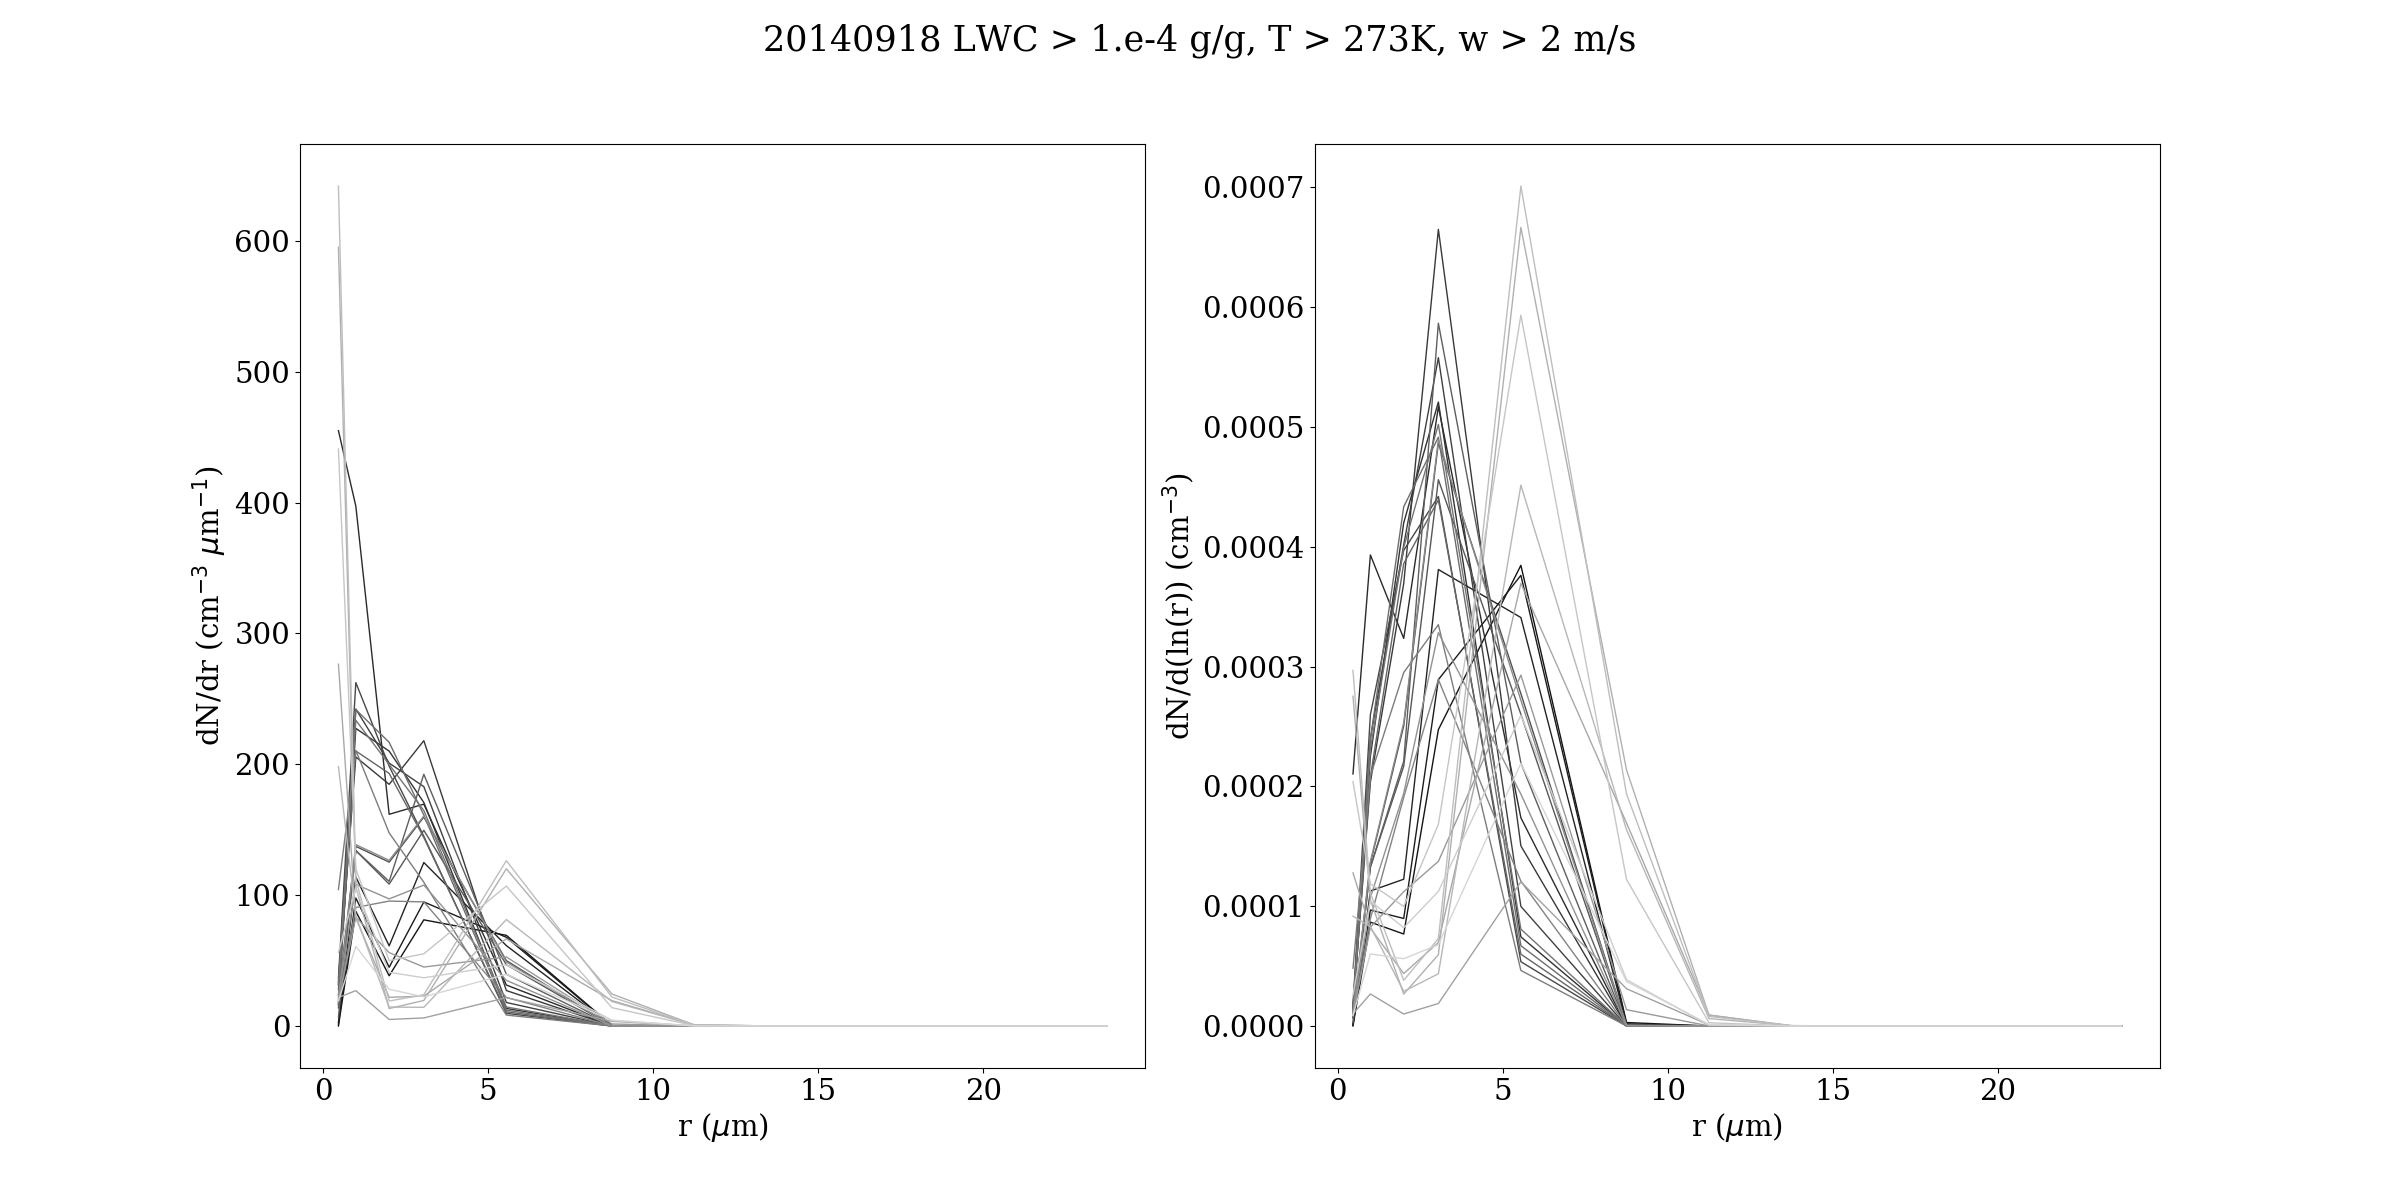 20140918 LWC > 1.e-4 g/g, T > 273K, w > 2 m/s
dN/dr (cm⁻³ μm⁻¹)
600
500
400
300
200
100
0
0 5 10 15 20
r (μm)
dN/d(ln(r)) (cm⁻³)
0.0007
0.0006
0.0005
0.0004
0.0003
0.0002
0.0001
0.0000
0 5 10 15 20
r (μm)